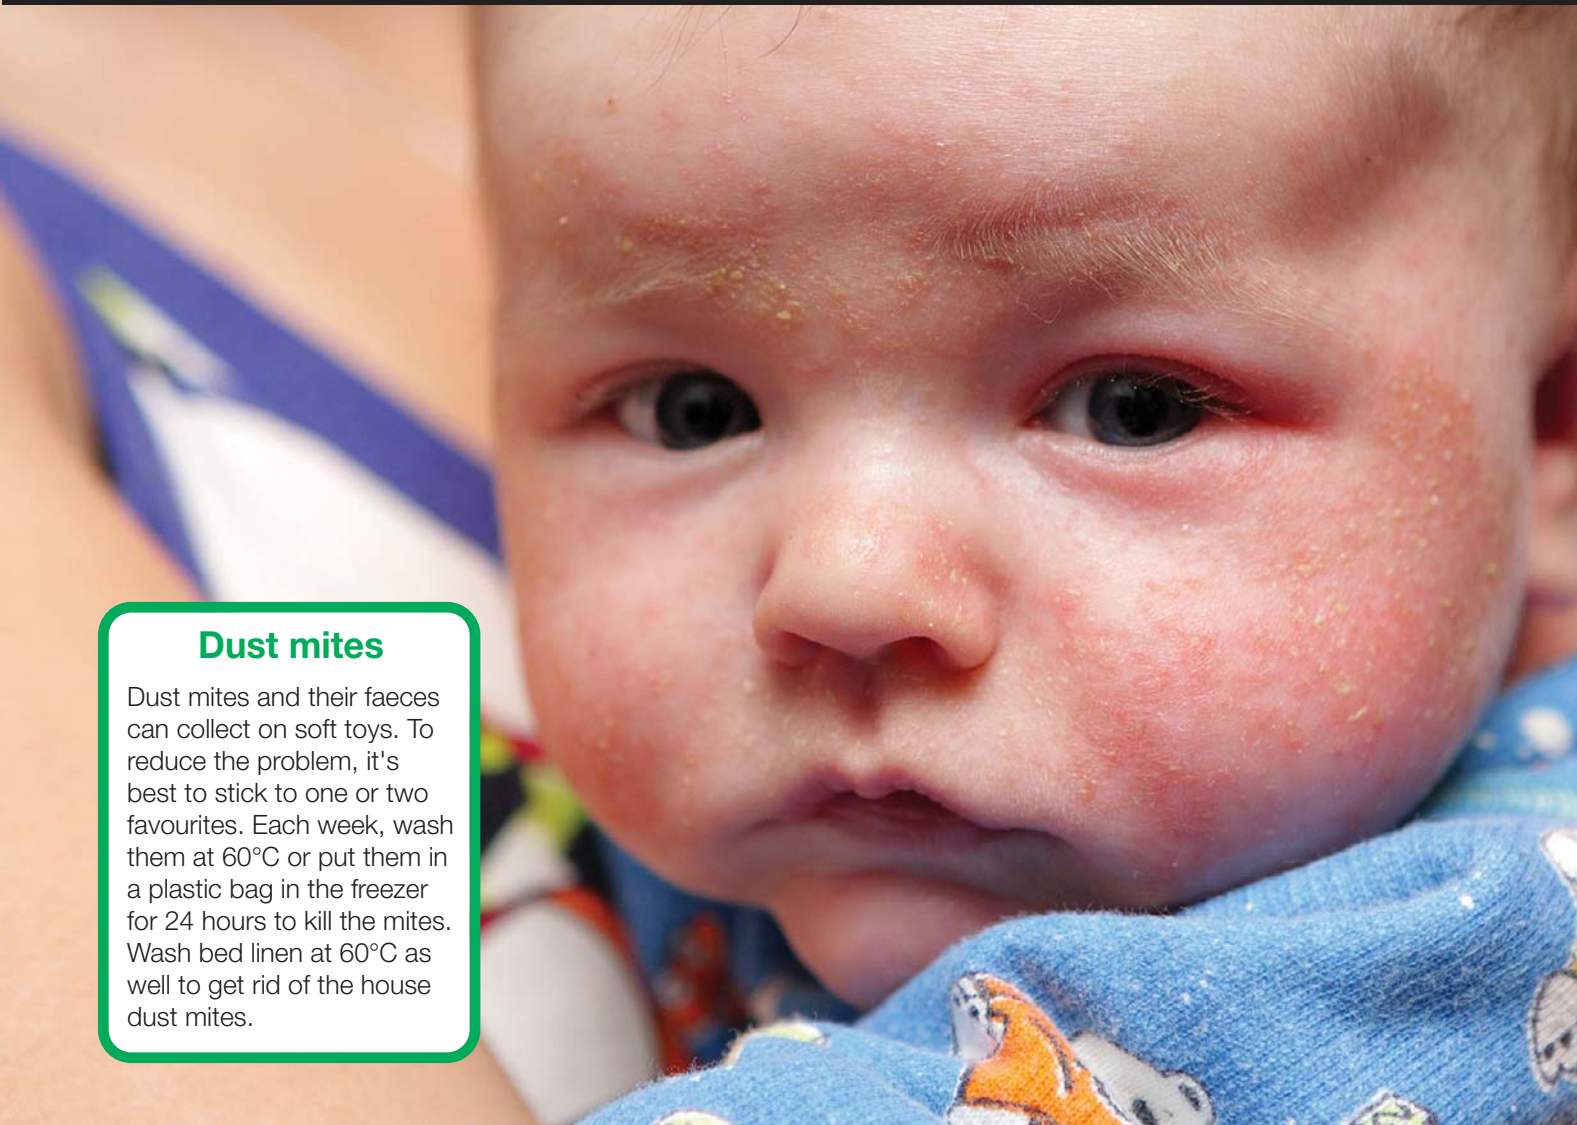 Dust mites
Dust mites and their faeces
can collect on soft toys. To
reduce the problem, it's
best to stick to one or two
favourites. Each week, wash
them at 60°C or put them in
a plastic bag in the freezer
for 24 hours to kill the mites.
Wash bed linen at 60°C as
well to get rid of the house
dust mites.